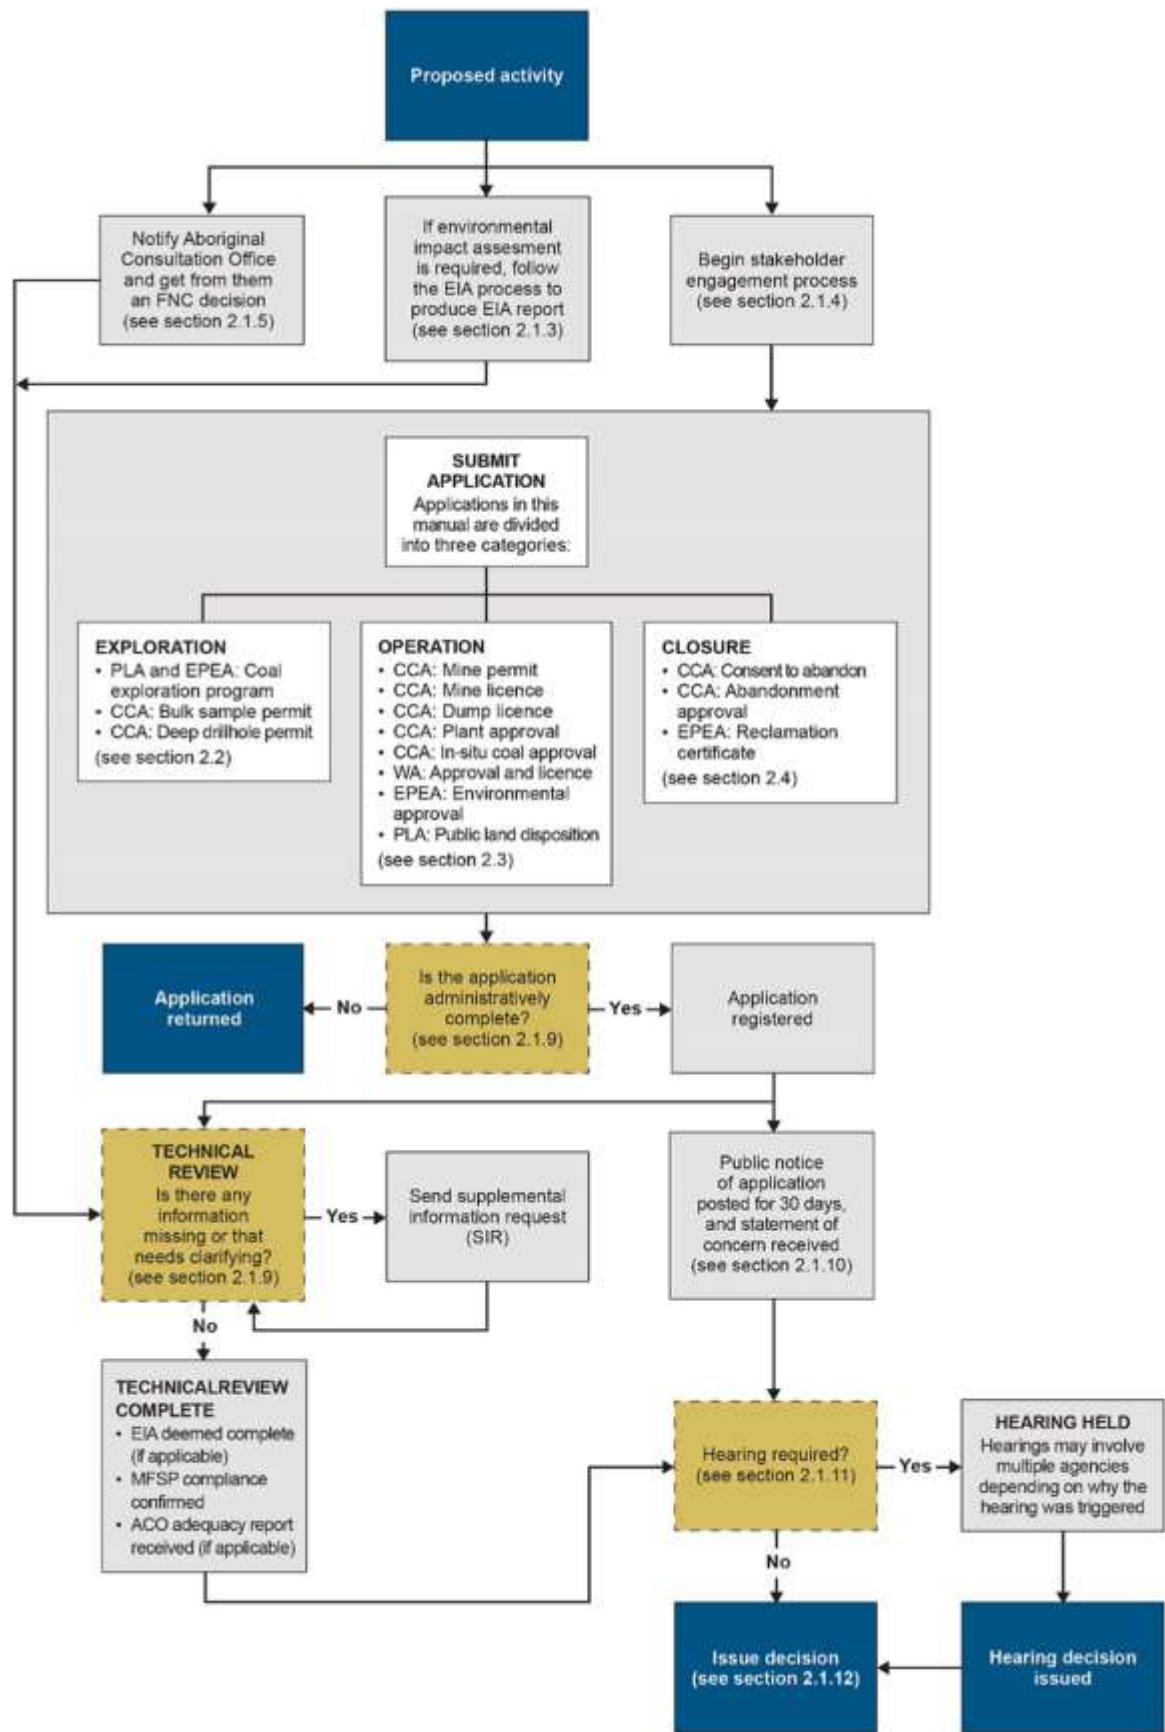 Proposed activity
Notify Aboriginal
Consultation Office
and get from them
an FNC decision
(see section 2.1.5)
If environmental
impact assesment
is required, follow
the EIA process to
produce EIA report
(see section 2.1.3)
Begin stakeholder
engagement process
(see section 2.1.4)
SUBMIT
APPLICATION
Applications in this
manual are divided
into three categories:
EXPLORATION
• PLA and EPEA: Coal
exploration program
• CCA: Bulk sample permit
• CCA: Deep drillhole permit
(see section 2.2)
OPERATION
• CCA: Mine permit
• CCA: Mine licence
• CCA: Dump licence
• CCA: Plant approval
• CCA: In-situ coal approval
• WA: Approval and licence
• EPEA: Environmental
approval
• PLA: Public land disposition
(see section 2.3)
CLOSURE
• CCA: Consent to abandon
• CCA: Abandonment
approval
• EPEA: Reclamation
certificate
(see section 2.4)
Application
returned
No
Is the application
administratively
complete?
(see section 2.1.9)
Yes
Application
registered
TECHNICAL
REVIEW
Is there any
information
missing or that
needs clarifying?
(see section 2.1.9)
Yes
Send supplemental
information request
(SIR)
Public notice
of application
posted for 30 days,
and statement of
concern received
(see section 2.1.10)
No
TECHNICALREVIEW
COMPLETE
• EIA deemed complete
(if applicable)
• MFSP compliance
confirmed
• ACO adequacy report
received (if applicable)
Hearing required?
(see section 2.1.11)
Yes
HEARING HELD
Hearings may involve
multiple agencies
depending on why the
hearing was triggered
No
Issue decision
(see section 2.1.12)
Hearing decision
issued